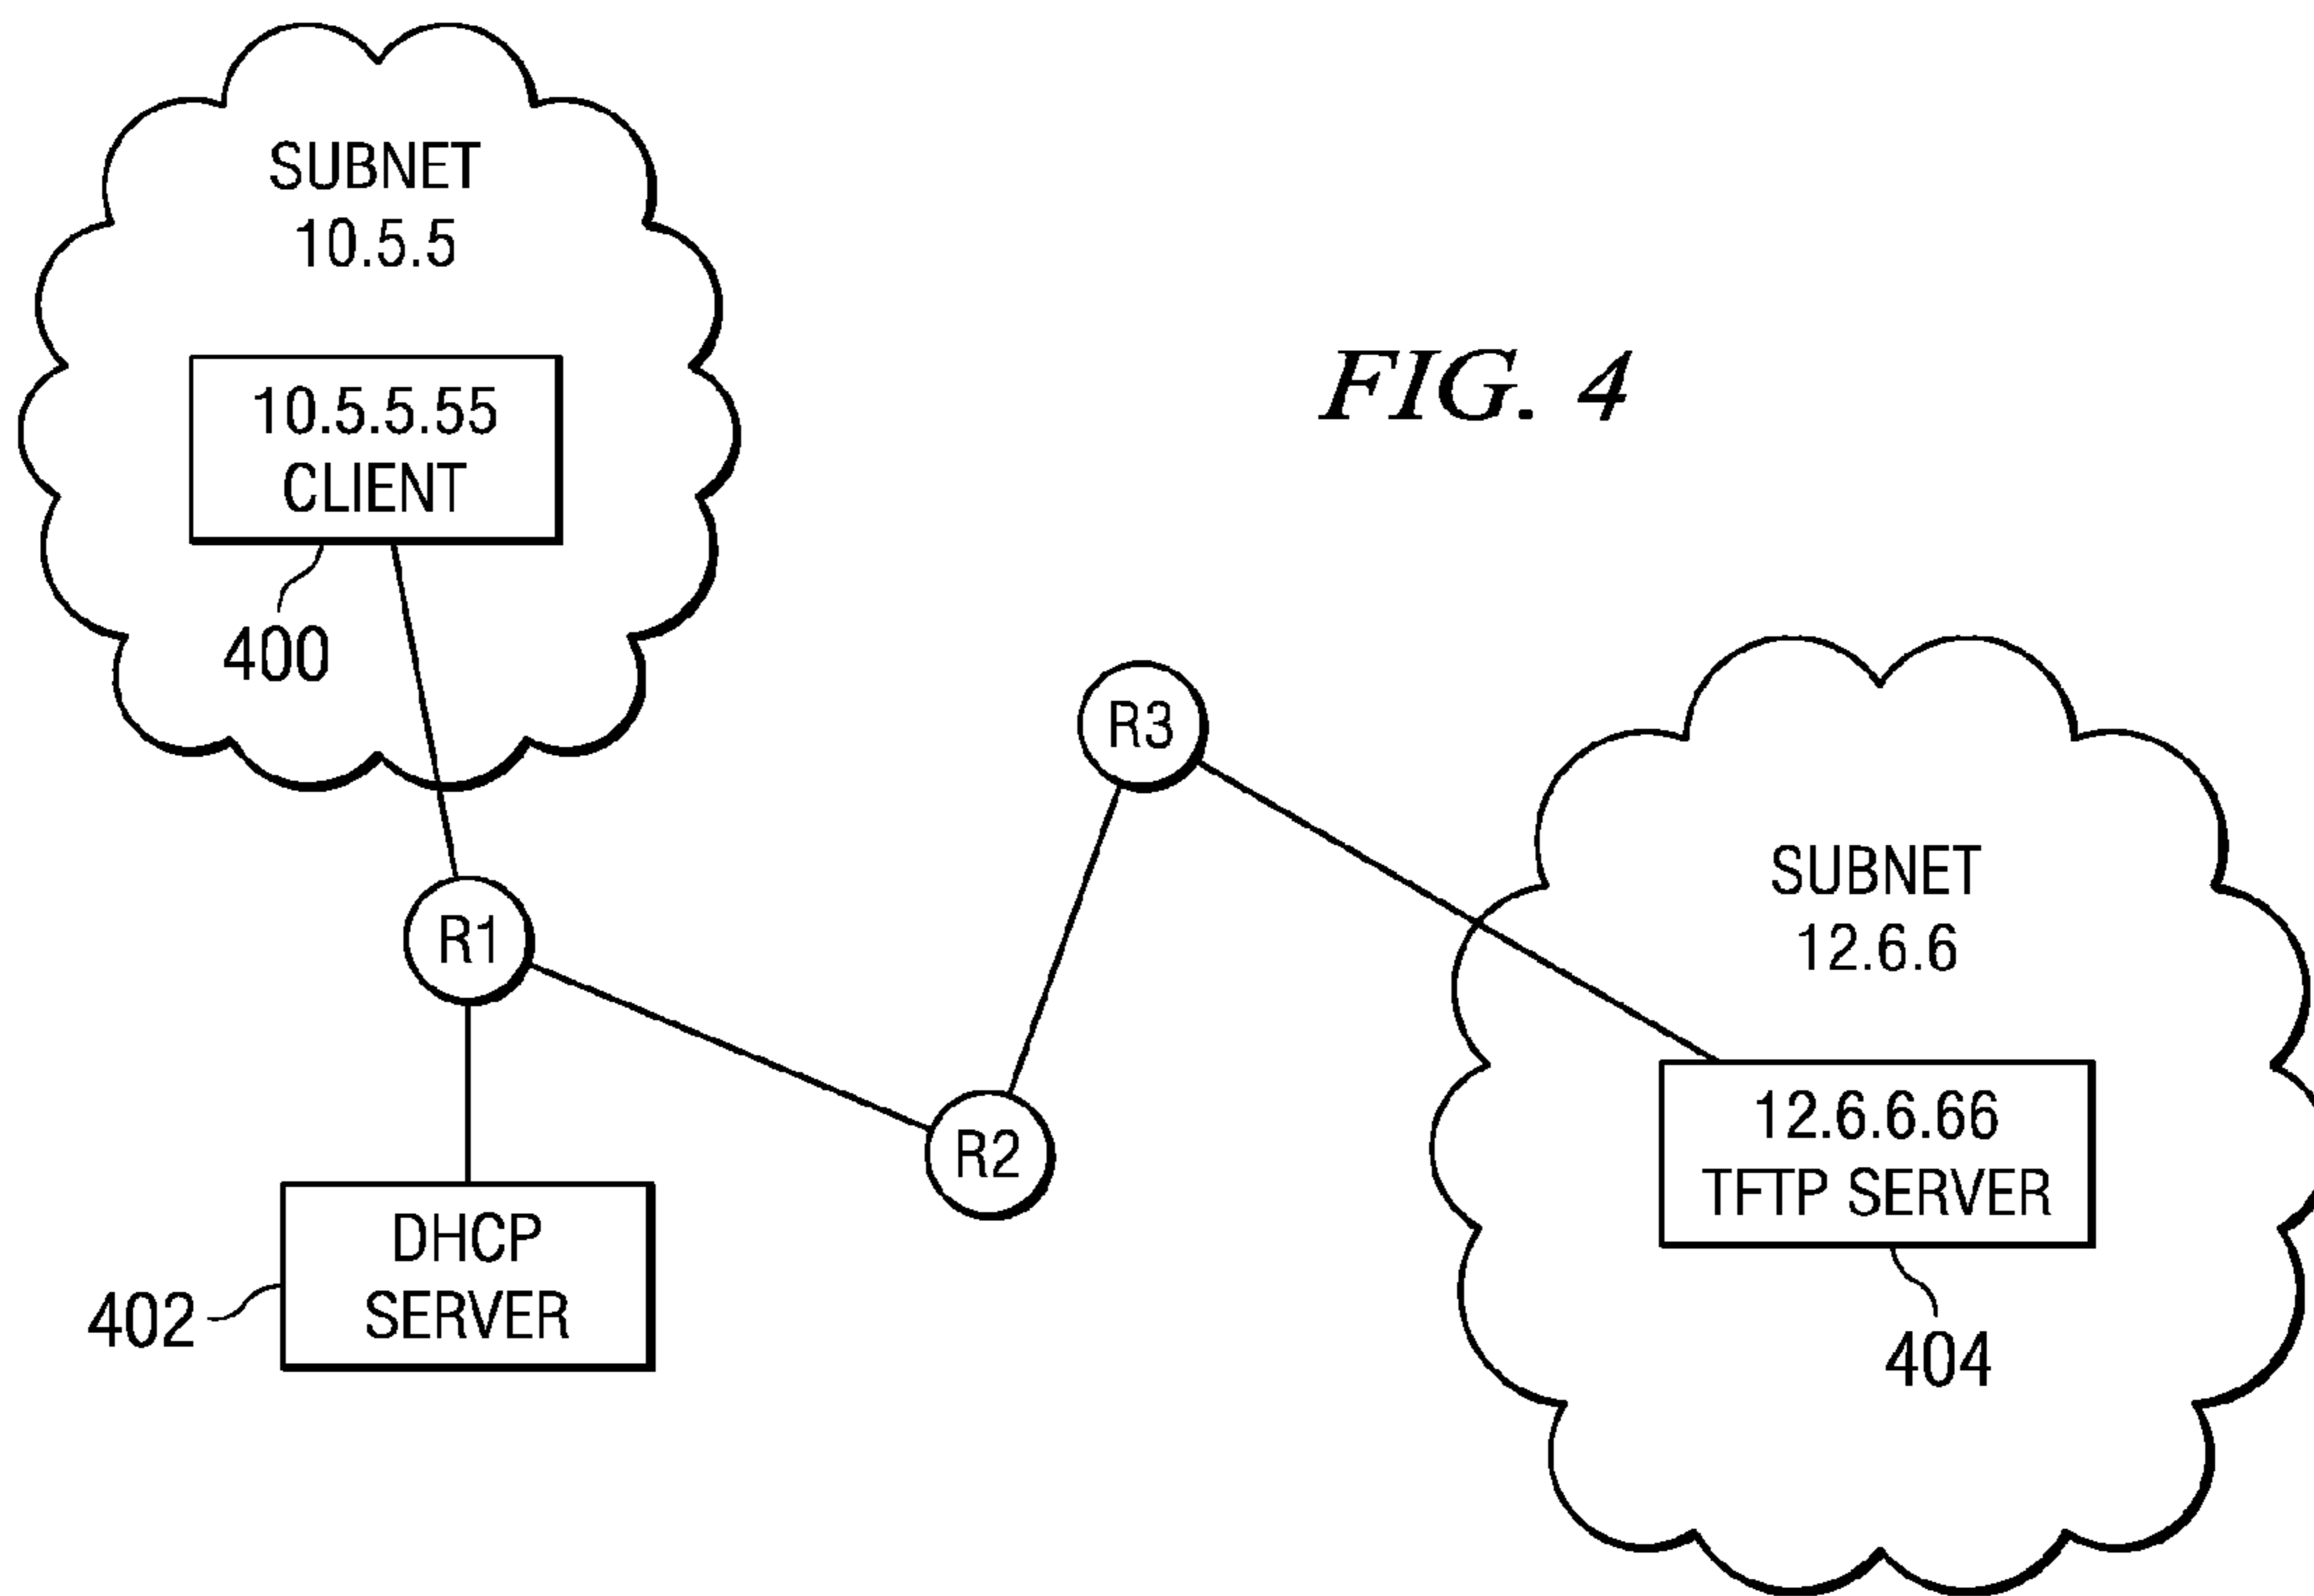 SUBNET
10.5.5
10.5.5.55
CLIENT
400
FIG. 4
R3
R1
R2
SUBNET
12.6.6
12.6.6.66
TFTP SERVER
404
DHCP
SERVER
402